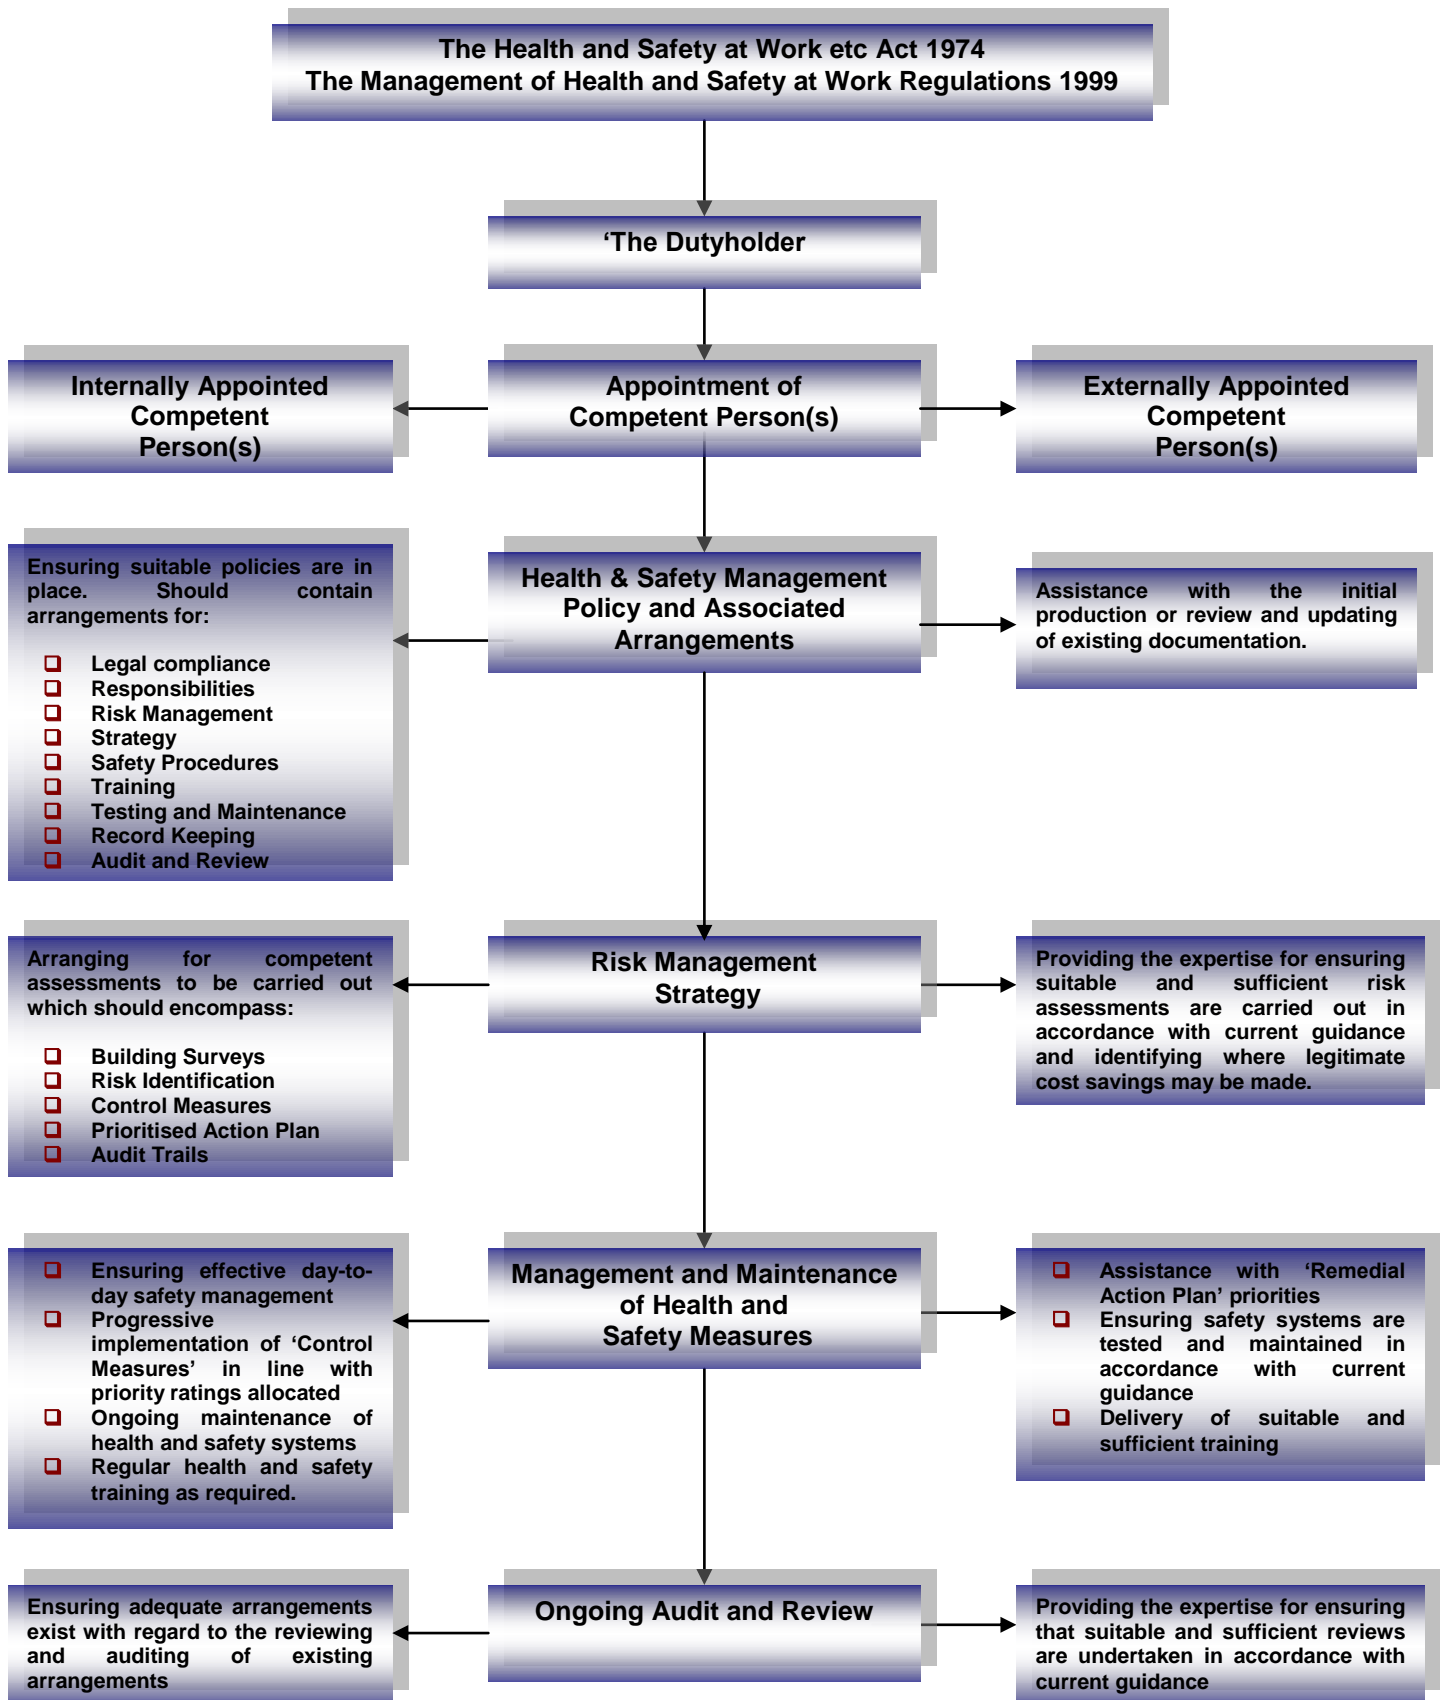 The Health and Safety at Work etc Act 1974
The Management of Health and Safety at Work Regulations 1999
‘The Dutyholder
Internally Appointed
Competent
Person(s)
Appointment of
Competent Person(s)
Externally Appointed
Competent
Person(s)
Ensuring suitable policies are in
place. Should contain
arrangements for:
Legal compliance
Responsibilities
Risk Management
Strategy
Safety Procedures
Training
Testing and Maintenance
Record Keeping
Audit and Review
Health & Safety Management
Policy and Associated
Arrangements
Assistance with the initial
production or review and updating
of existing documentation.
Arranging for competent
assessments to be carried out
which should encompass:
Building Surveys
Risk Identification
Control Measures
Prioritised Action Plan
Audit Trails
Risk Management
Strategy
Providing the expertise for ensuring
suitable and sufficient risk
assessments are carried out in
accordance with current guidance
and identifying where legitimate
cost savings may be made.
Ensuring effective day-to-
day safety management
Progressive
implementation of ‘Control
Measures’ in line with
priority ratings allocated
Ongoing maintenance of
health and safety systems
Regular health and safety
training as required.
Management and Maintenance
of Health and
Safety Measures
Assistance with ‘Remedial
Action Plan’ priorities
Ensuring safety systems are
tested and maintained in
accordance with current
guidance
Delivery of suitable and
sufficient training
Ensuring adequate arrangements
exist with regard to the reviewing
and auditing of existing
arrangements
Ongoing Audit and Review
Providing the expertise for ensuring
that suitable and sufficient reviews
are undertaken in accordance with
current guidance